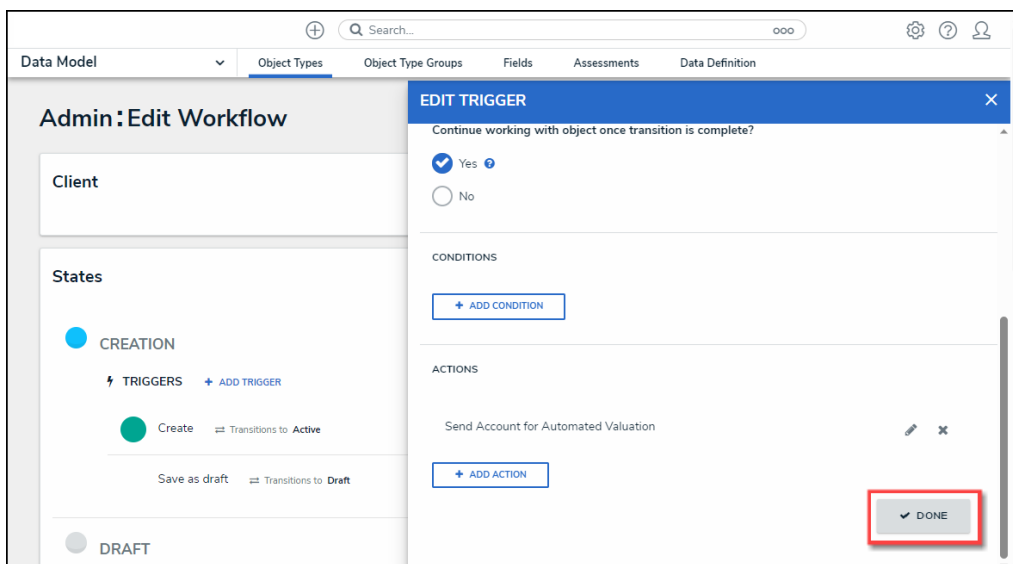 Search...
ooo
Data Model
Object Types
Object Type Groups
Fields
Assessments
Data Definition
Admin:Edit Workflow
Client
States
CREATION
TRIGGERS
+ ADD TRIGGER
Create
Transitions to Active
Save as draft
Transitions to Draft
DRAFT
EDIT TRIGGER
Continue working with object once transition is complete?
Yes
No
CONDITIONS
+ ADD CONDITION
ACTIONS
Send Account for Automated Valuation
+ ADD ACTION
DONE